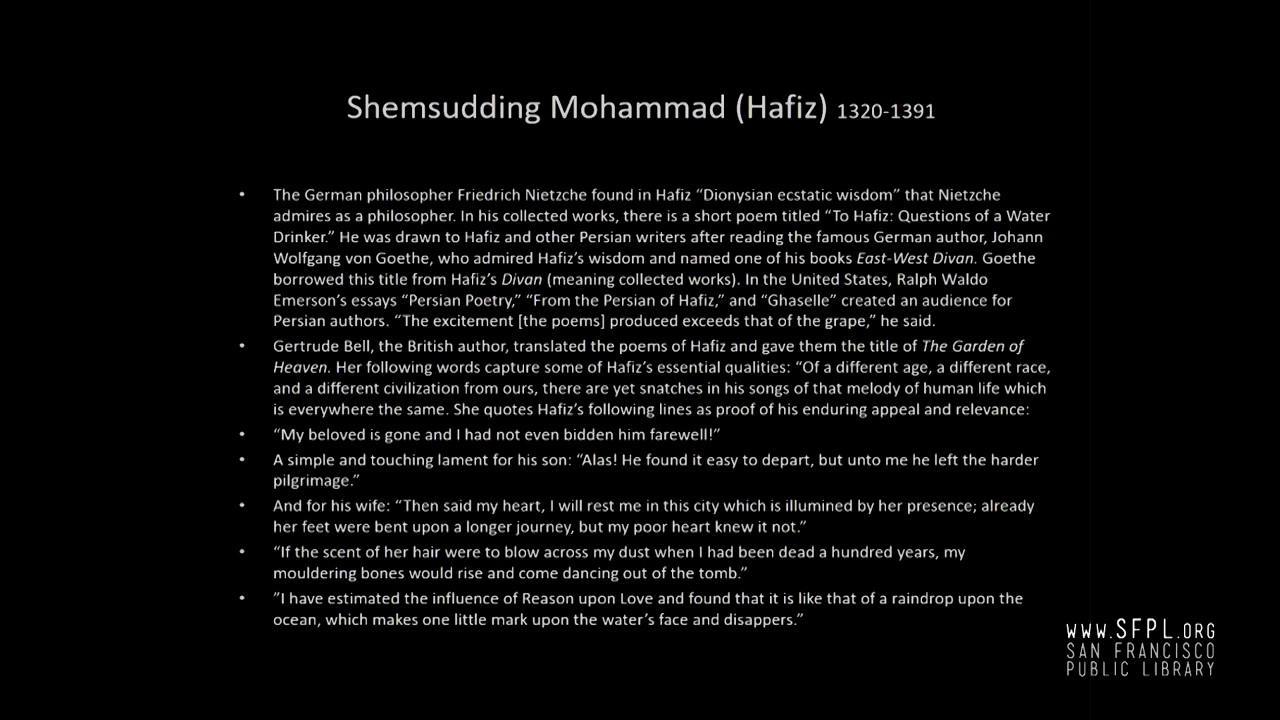 Shemsudding Mohammad (Hafiz) 1320-1391
• The German philosopher Friedrich Nietzche found in Hafiz “Dionysian ecstatic wisdom” that Nietzche
admires as a philosopher. In his collected works, there is a short poem titled “To Hafiz: Questions of a Water
Drinker.” He was drawn to Hafiz and other Persian writers after reading the famous German author, Johann
Wolfgang von Goethe, who admired Hafiz’s wisdom and named one of his books East-West Divan. Goethe
borrowed this title from Hafiz’s Divan (meaning collected works). In the United States, Ralph Waldo
Emerson’s essays “Persian Poetry,” “From the Persian of Hafiz,” and “Ghaselle” created an audience for
Persian authors. “The excitement [the poems] produced exceeds that of the grape,” he said.
• Gertrude Bell, the British author, translated the poems of Hafiz and gave them the title of The Garden of
Heaven. Her following words capture some of Hafiz’s essential qualities: “Of a different age, a different race,
and a different civilization from ours, there are yet snatches in his songs of that melody of human life which
is everywhere the same. She quotes Hafiz’s following lines as proof of his enduring appeal and relevance:
• “My beloved is gone and I had not even bidden him farewell!”
• A simple and touching lament for his son: “Alas! He found it easy to depart, but unto me he left the harder
pilgrimage.”
• And for his wife: “Then said my heart, I will rest me in this city which is illumined by her presence; already
her feet were bent upon a longer journey, but my poor heart knew it not.”
• “If the scent of her hair were to blow across my dust when I had been dead a hundred years, my
mouldering bones would rise and come dancing out of the tomb.”
• ”I have estimated the influence of Reason upon Love and found that it is like that of a raindrop upon the
ocean, which makes one little mark upon the water’s face and disappers.”
www.SFPL.ORG
SAN FRANCISCO
PUBLIC LIBRARY